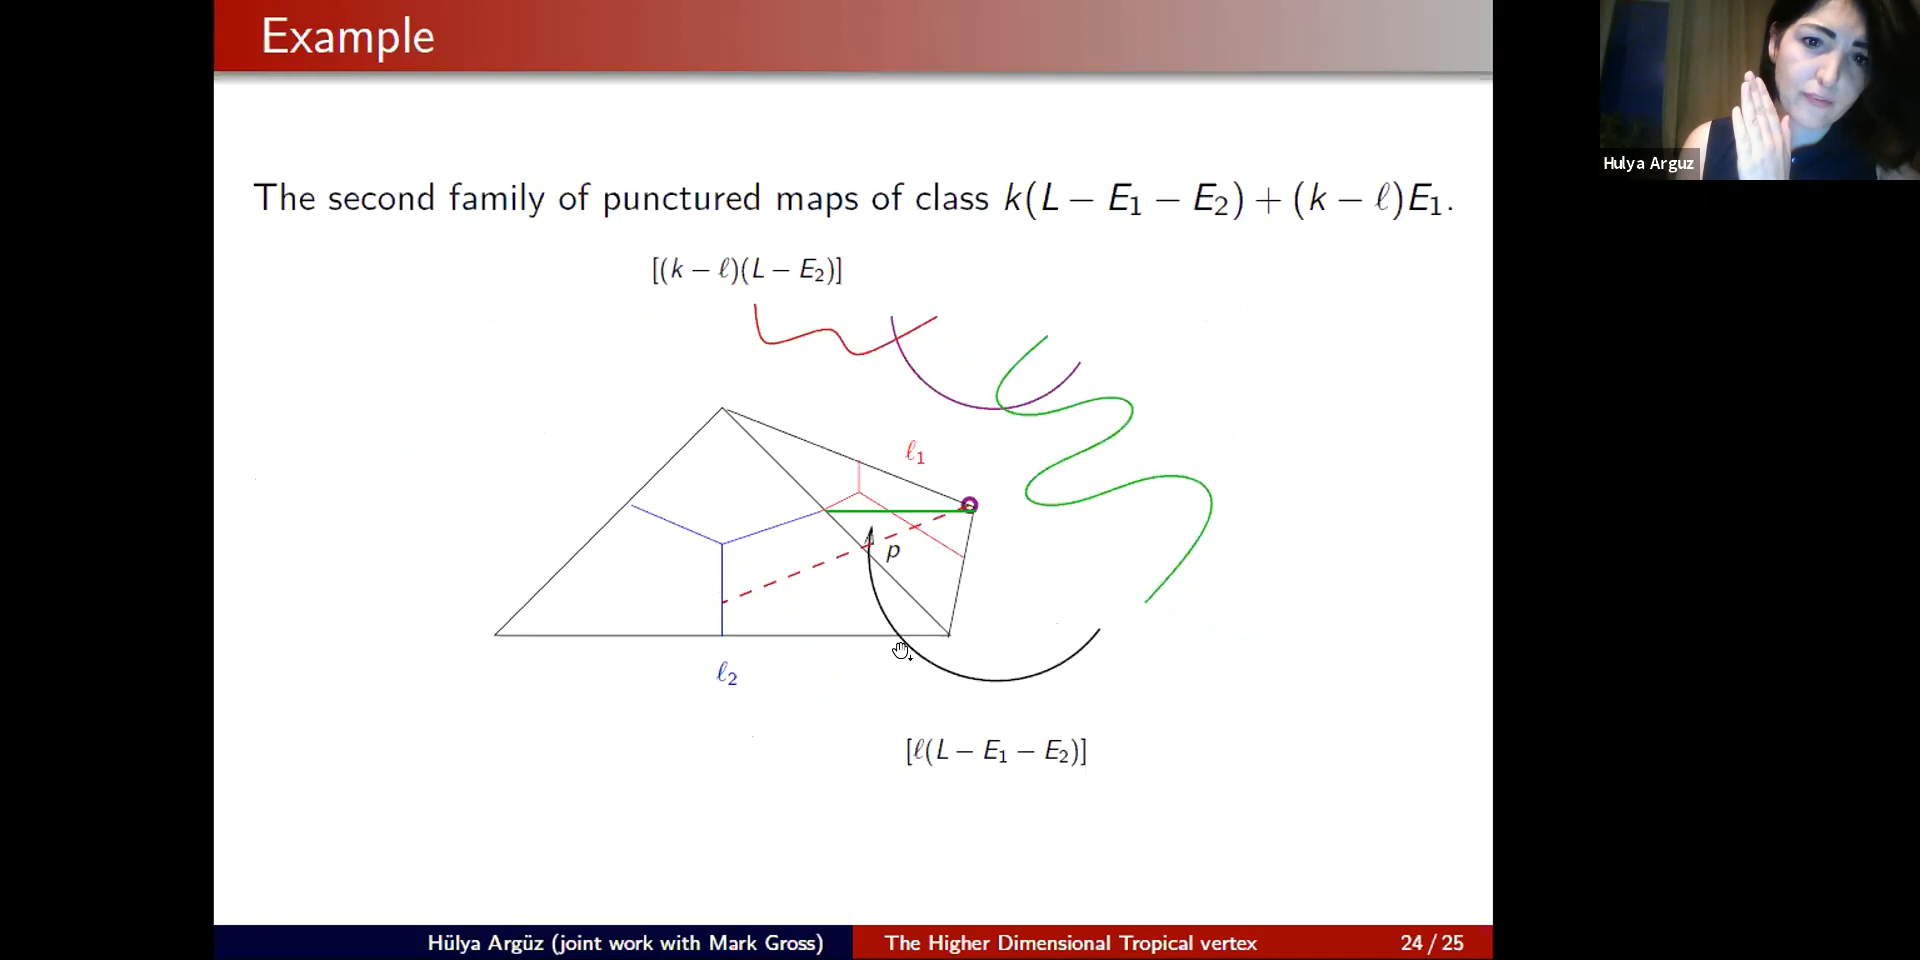 Example
Hulya Arguz
The second family of punctured maps of class k(L − E₁ − E₂) + (k − ℓ)E₁.
[(k − ℓ)(L − E₂)]
ℓ₁
p
ℓ₂
[ℓ(L − E₁ − E₂)]
Hülya Argüz (joint work with Mark Gross) The Higher Dimensional Tropical vertex 24 / 25